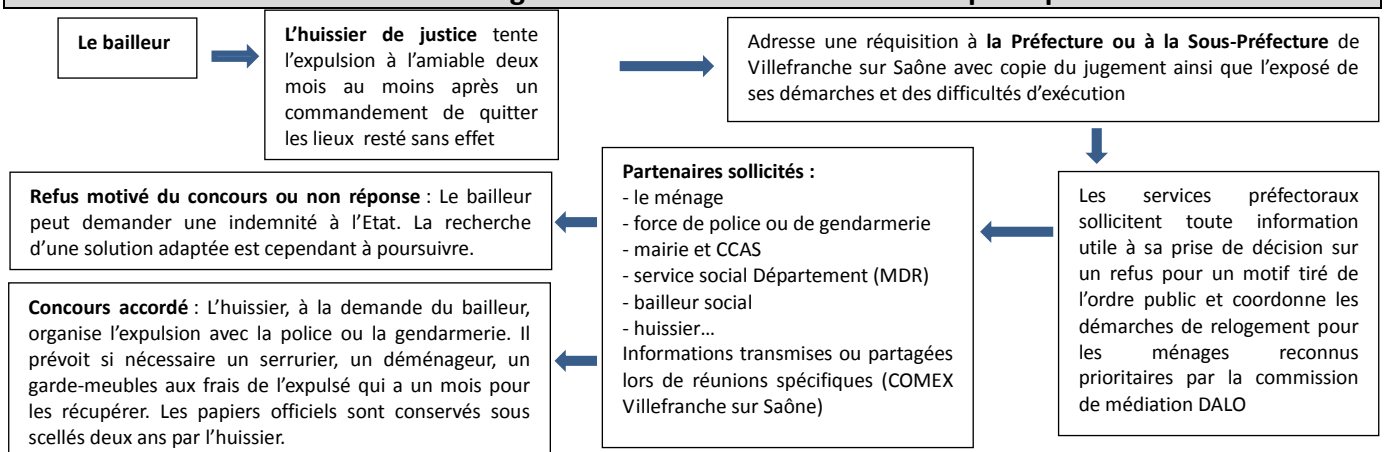 Le bailleur
L’huissier de justice tente
l’expulsion à l’amiable deux
mois au moins après un
commandement de quitter
les lieux resté sans effet
Adresse une réquisition à la Préfecture ou à la Sous-Préfecture de
Villefranche sur Saône avec copie du jugement ainsi que l’exposé de
ses démarches et des difficultés d’exécution
Les services préfectoraux
sollicitent toute information
utile à sa prise de décision sur
un refus pour un motif tiré de
l’ordre public et coordonne les
démarches de relogement pour
les ménages reconnus
prioritaires par la commission
de médiation DALO
Partenaires sollicités :
- le ménage
- force de police ou de gendarmerie
- mairie et CCAS
- service social Département (MDR)
- bailleur social
- huissier…
Informations transmises ou partagées
lors de réunions spécifiques (COMEX
Villefranche sur Saône)
Refus motivé du concours ou non réponse : Le bailleur
peut demander une indemnité à l’Etat. La recherche
d’une solution adaptée est cependant à poursuivre.
Concours accordé : L’huissier, à la demande du bailleur,
organise l’expulsion avec la police ou la gendarmerie. Il
prévoit si nécessaire un serrurier, un déménageur, un
garde-meubles aux frais de l’expulsé qui a un mois pour
les récupérer. Les papiers officiels sont conservés sous
scellés deux ans par l’huissier.